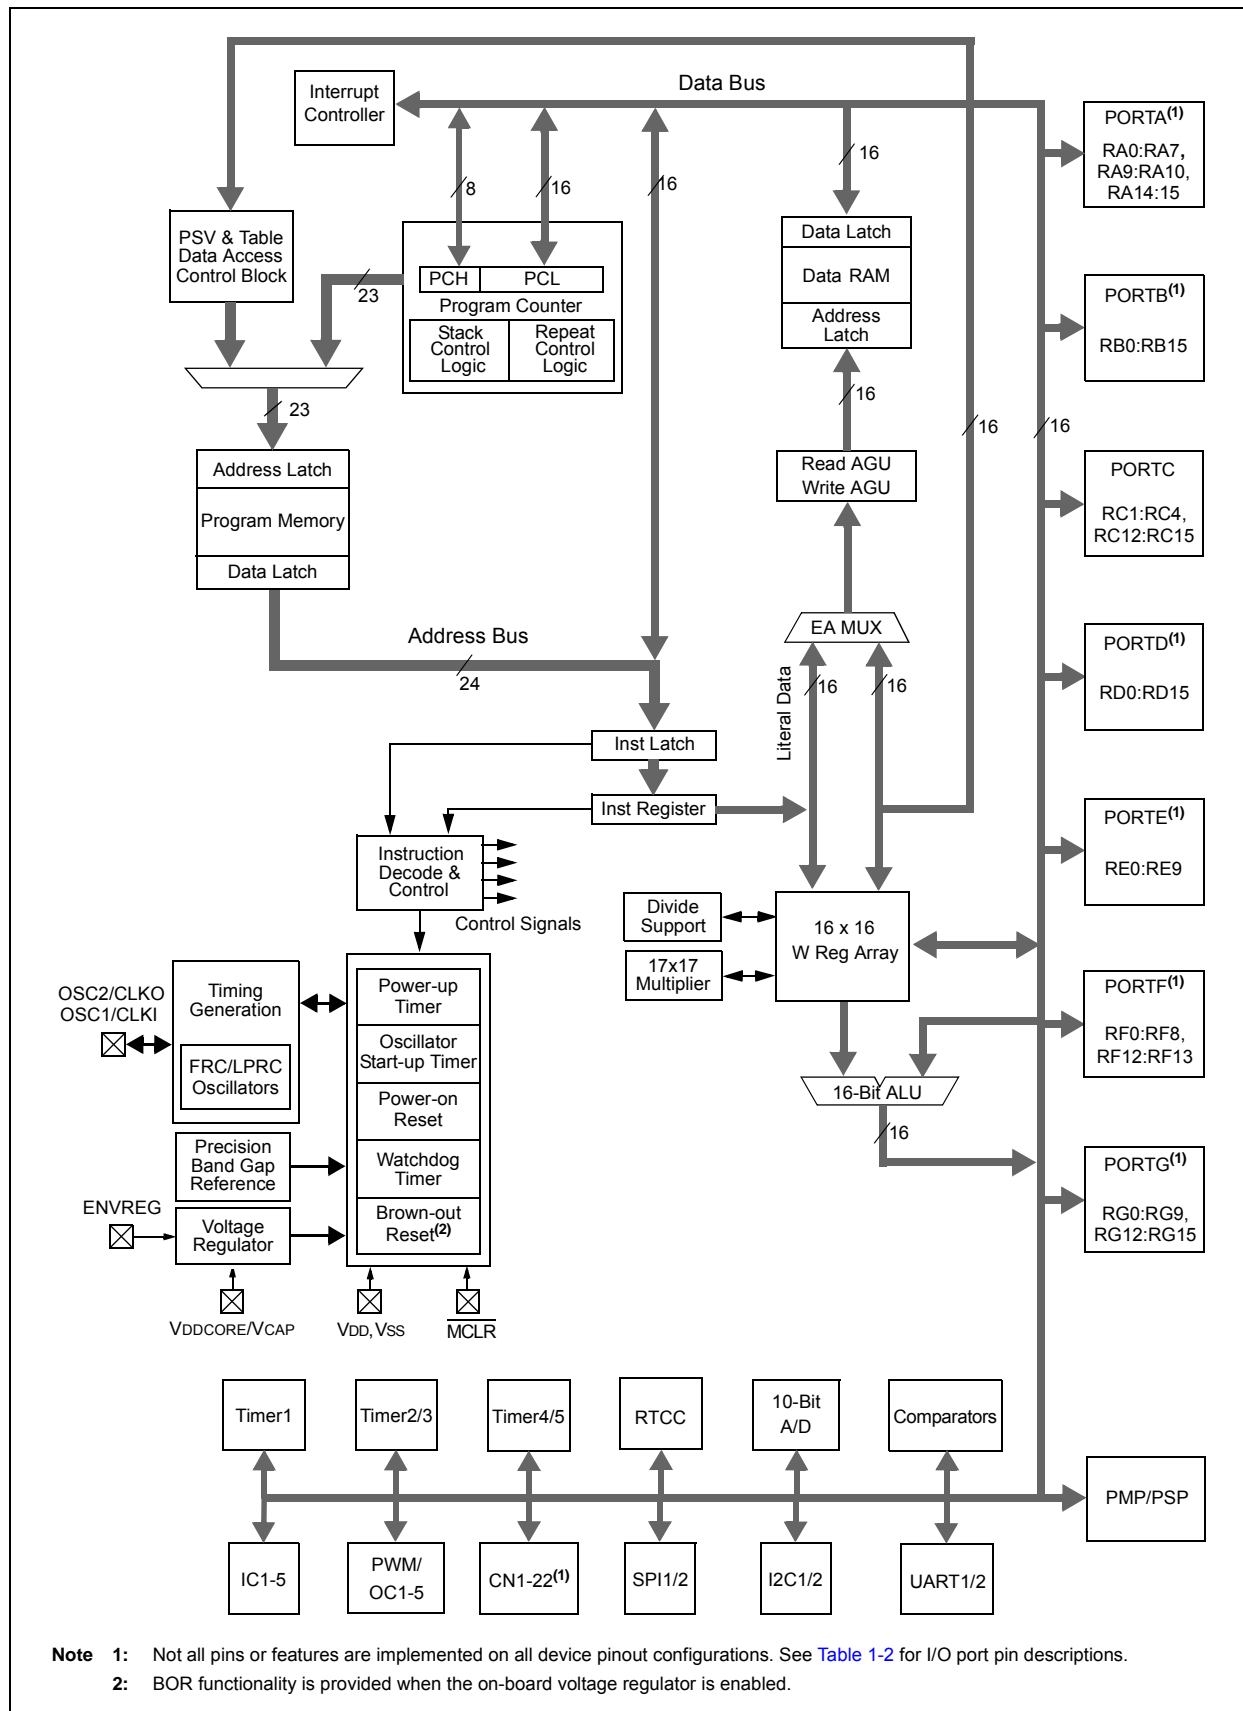 Data Bus
Interrupt
Controller
PORTA(1)
RA0:RA7,
RA9:RA10,
RA14:15
16
8
16
16
PSV & Table
Data Access
Control Block
Data Latch
Data RAM
Address
Latch
PCH
PCL
Program Counter
Stack
Control
Logic
Repeat
Control
Logic
23
PORTB(1)
RB0:RB15
23
16
16
16
Address Latch
Program Memory
Data Latch
Read AGU
Write AGU
PORTC
RC1:RC4,
RC12:RC15
Address Bus
24
EA MUX
Literal Data
16
16
PORTD(1)
RD0:RD15
Inst Latch
Inst Register
PORTE(1)
RE0:RE9
Instruction
Decode &
Control
Control Signals
Divide
Support
17x17
Multiplier
16 x 16
W Reg Array
OSC2/CLKO
OSC1/CLKI
Timing
Generation
FRC/LPRC
Oscillators
Power-up
Timer
Oscillator
Start-up Timer
Power-on
Reset
Watchdog
Timer
Brown-out
Reset(2)
PORTF(1)
RF0:RF8,
RF12:RF13
16-Bit ALU
16
Precision
Band Gap
Reference
ENVREG
Voltage
Regulator
PORTG(1)
RG0:RG9,
RG12:RG15
VDDCORE/VCAP
VDD, VSS
MCLR
Timer1
Timer2/3
Timer4/5
RTCC
10-Bit
A/D
Comparators
PMP/PSP
IC1-5
PWM/
OC1-5
CN1-22(1)
SPI1/2
I2C1/2
UART1/2
Note 1: Not all pins or features are implemented on all device pinout configurations. See Table 1-2 for I/O port pin descriptions.
2: BOR functionality is provided when the on-board voltage regulator is enabled.